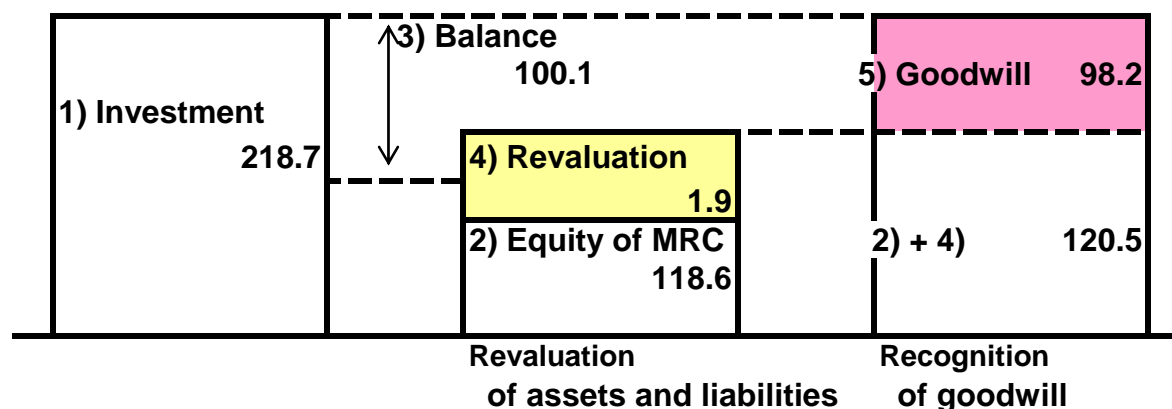 3) Balance
100.1
5) Goodwill 98.2
1) Investment
218.7
4) Revaluation
1.9
2) Equity of MRC
118.6
2) + 4) 120.5
Revaluation
of assets and liabilities
Recognition
of goodwill